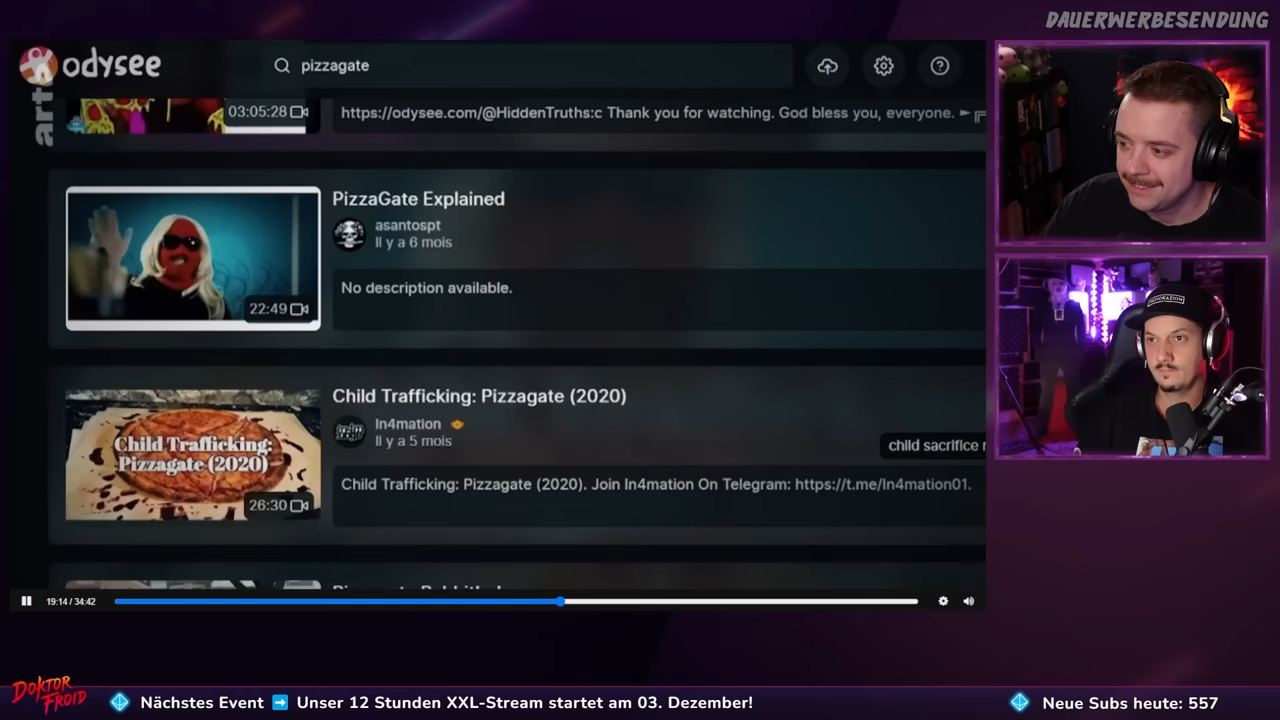 DAUERWERBESENDUNG
odysee
pizzagate
arte
03:05:28
https://odysee.com/@HiddenTruths:c Thank you for watching. God bless you, everyone. ►╔
PizzaGate Explained
asantospt
Il y a 6 mois
22:49
No description available.
Child Trafficking: Pizzagate (2020)
In4mation
Il y a 5 mois
child sacrifice
Child Trafficking:
Pizzagate (2020)
26:30
Child Trafficking: Pizzagate (2020). Join In4mation On Telegram: https://t.me/In4mation01.
19:14 / 34:42
DOKTOR
FROID
Nächstes Event ➡ Unser 12 Stunden XXL-Stream startet am 03. Dezember!
Neue Subs heute: 557